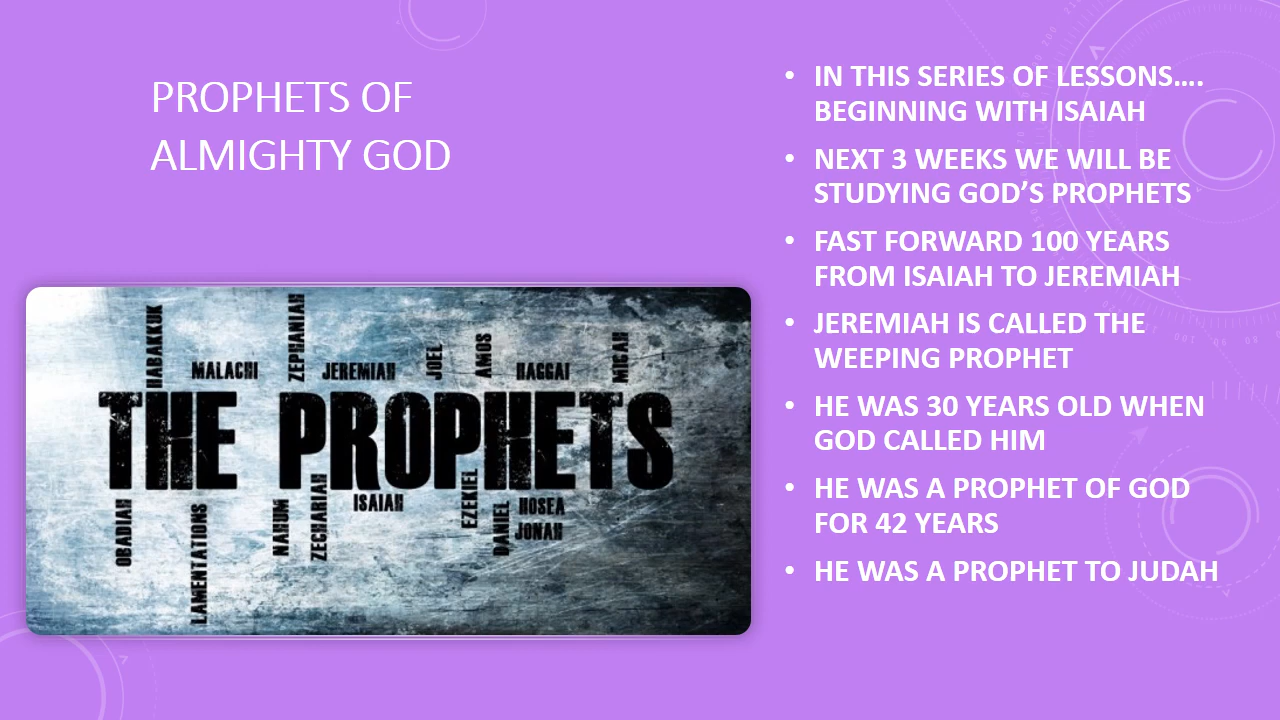 PROPHETS OF
ALMIGHTY GOD
• IN THIS SERIES OF LESSONS….
BEGINNING WITH ISAIAH
• NEXT 3 WEEKS WE WILL BE
STUDYING GOD’S PROPHETS
• FAST FORWARD 100 YEARS
FROM ISAIAH TO JEREMIAH
• JEREMIAH IS CALLED THE
WEEPING PROPHET
• HE WAS 30 YEARS OLD WHEN
GOD CALLED HIM
• HE WAS A PROPHET OF GOD
FOR 42 YEARS
• HE WAS A PROPHET TO JUDAH
HABAKKUK
MALACHI
ZEPHANIAH
JEREMIAH
JOEL
AMOS
HAGGAI
MICAH
THE PROPHETS
OBADIAH
LAMENTATIONS
NAHUM
ZECHARIAH
ISAIAH
EZEKIEL
DANIEL
HOSEA
JONAH